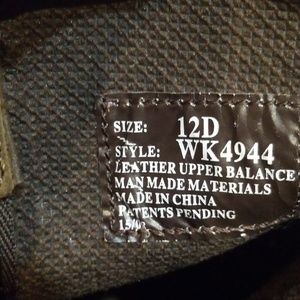 SIZE: 12D
STYLE: WK4944
LEATHER UPPER BALANCE
MAN MADE MATERIALS
MADE IN CHINA
PATENTS PENDING